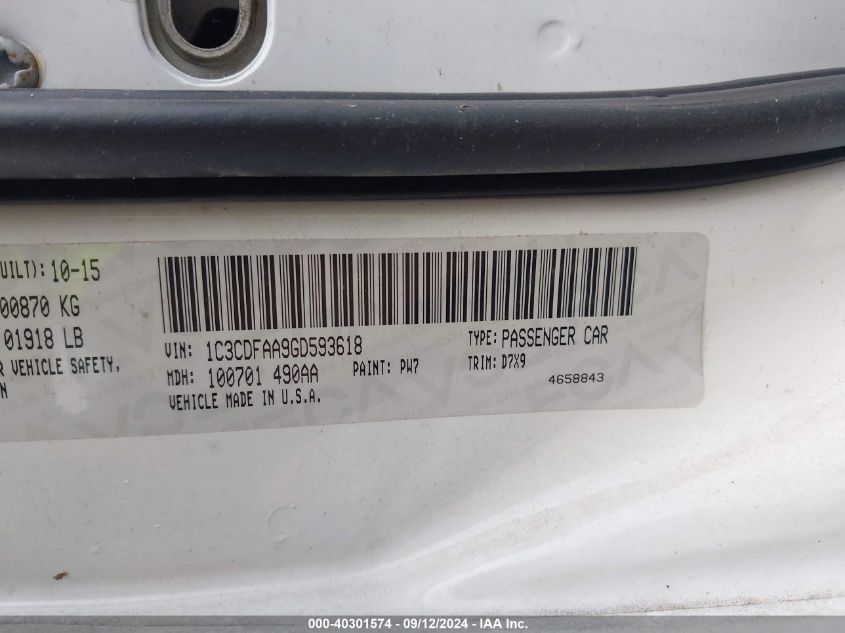 UILT): 10-15
00870 KG
01918 LB
R VEHICLE SAFETY,
N
VIN: 1C3CDFAA9GD593618
TYPE: PASSENGER CAR
MDH: 100701 490AA
PAINT: PW7
TRIM: D7X9
VEHICLE MADE IN U.S.A.
4658843
000-40301574 - 09/12/2024 - IAA Inc.